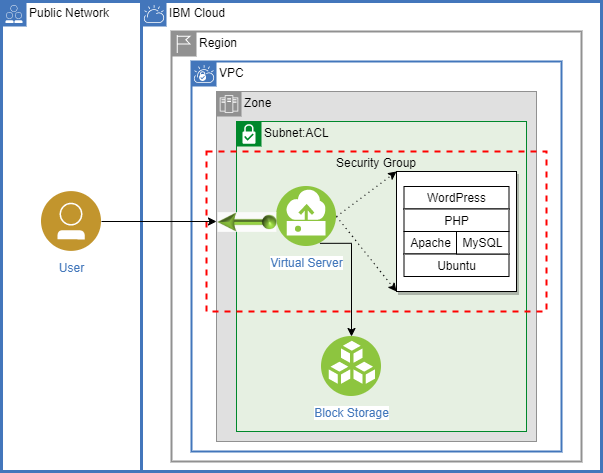 Public Network
IBM Cloud
Region
VPC
Zone
Subnet:ACL
Security Group
WordPress
PHP
Apache MySQL
Ubuntu
User
Virtual Server
Block Storage